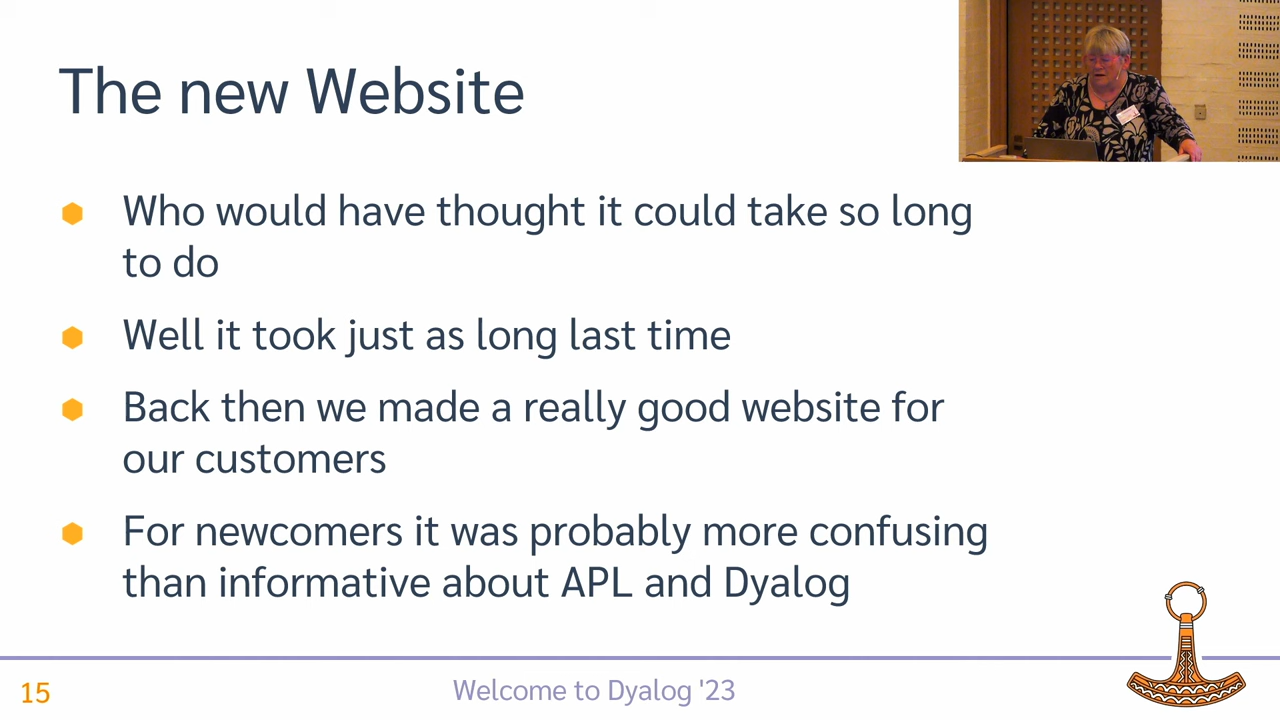 The new Website
Who would have thought it could take so long
to do
Well it took just as long last time
Back then we made a really good website for
our customers
For newcomers it was probably more confusing
than informative about APL and Dyalog
15
Welcome to Dyalog '23